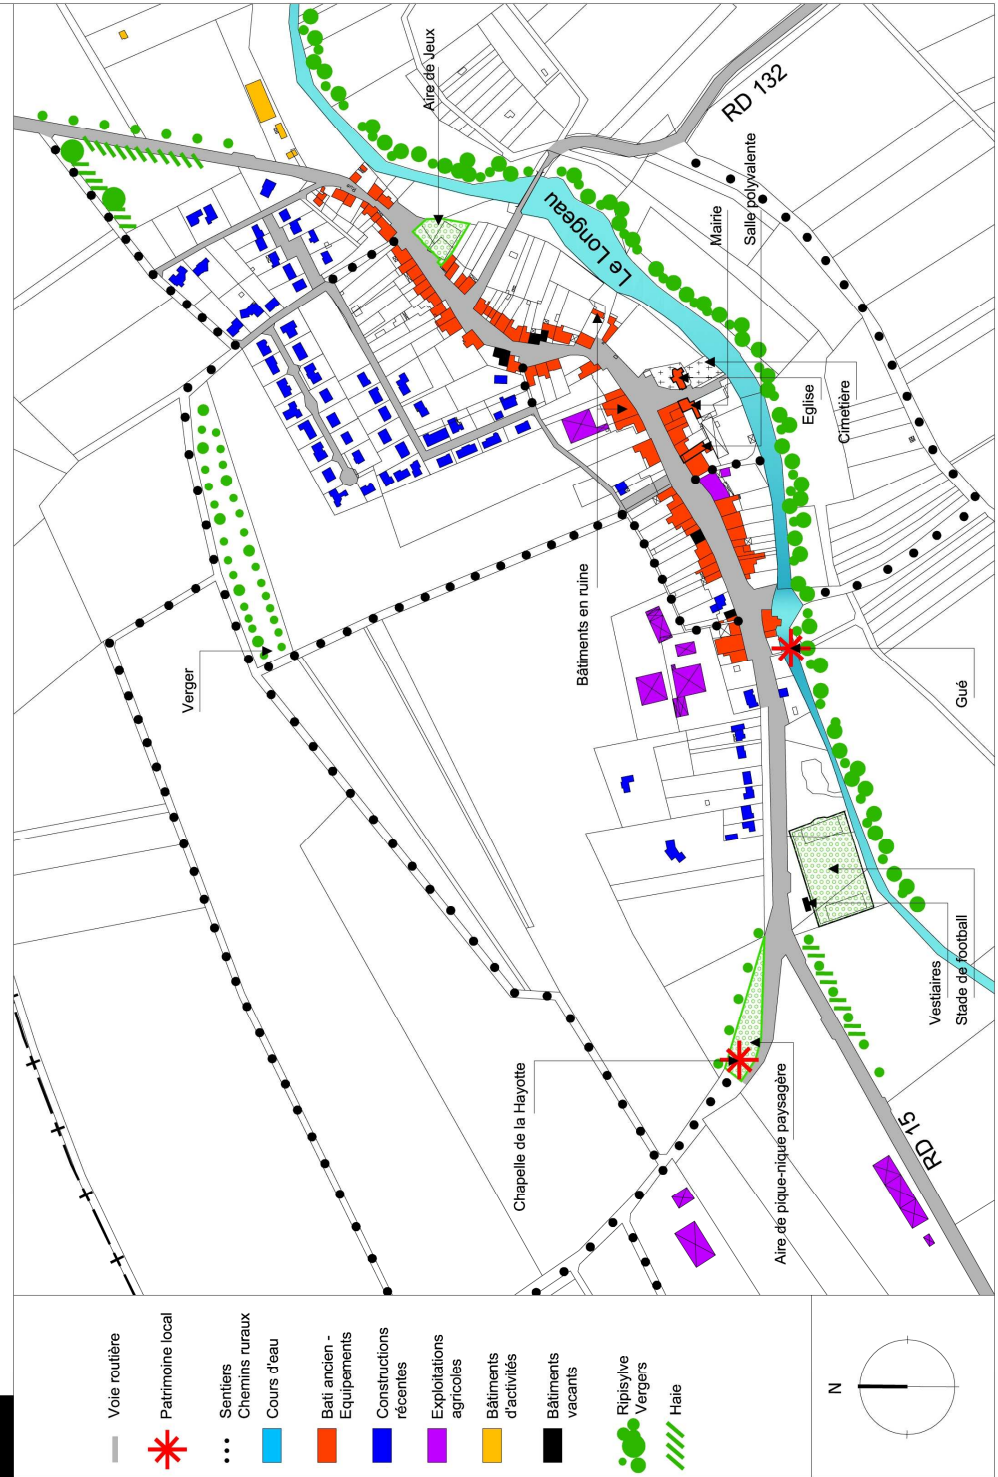 Aire de Jeux
RD 132
Rue
Le Longeau
Salle polyvalente
Mairie
Eglise
Cimetière
Bâtiments en ruine
Verger
Gué
Vestiaires
Stade de football
Chapelle de la Hayotte
Aire de pique-nique paysagère
RD 15
Voie routière
Patrimoine local
Sentiers
Chemins ruraux
Cours d'eau
Bati ancien -
Equipements
Constructions
récentes
Exploitations
agricoles
Bâtiments
d'activités
Bâtiments
vacants
Ripisylve
Vergers
Haie
N